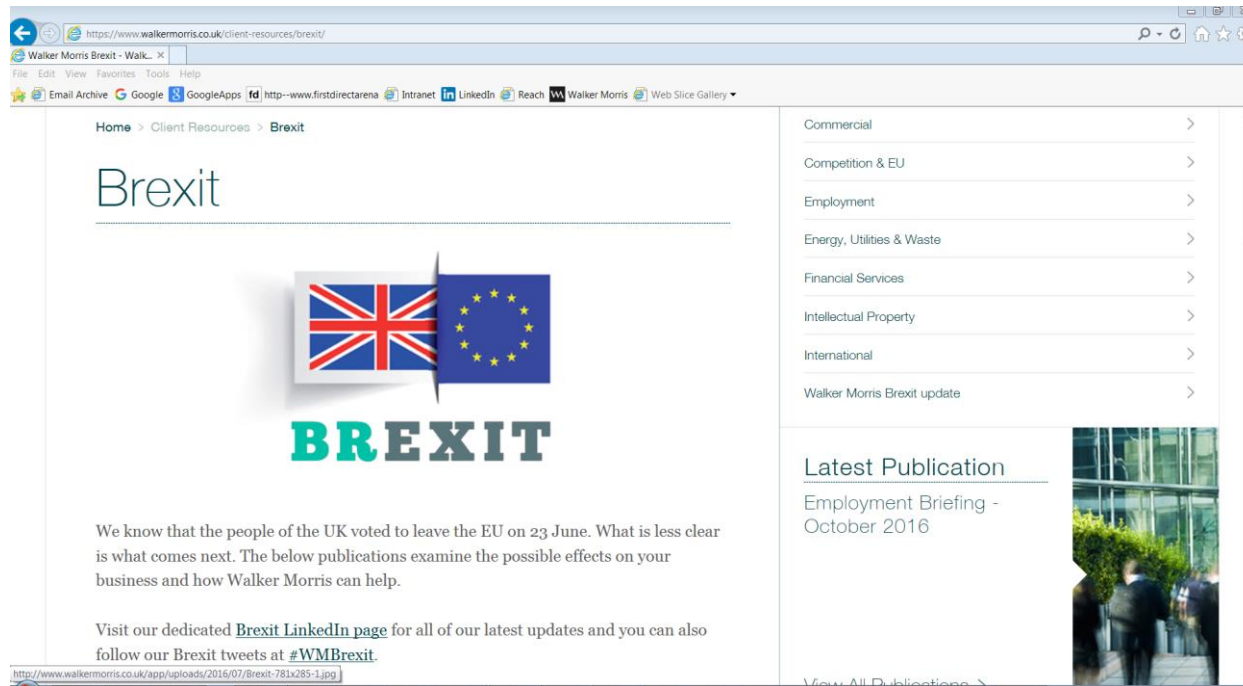 https://www.walkermorris.co.uk/client-resources/brexit/
Walker Morris Brexit - Walk...
File Edit View Favorites Tools Help
Email Archive Google GoogleApps fd http--www.firstdirectarena Intranet in LinkedIn Reach Walker Morris Web Slice Gallery
Home > Client Resources > Brexit
Brexit
BREXIT
We know that the people of the UK voted to leave the EU on 23 June. What is less clear
is what comes next. The below publications examine the possible effects on your
business and how Walker Morris can help.
Visit our dedicated Brexit LinkedIn page for all of our latest updates and you can also
follow our Brexit tweets at #WMBrexit.
http://www.walkermorris.co.uk/app/uploads/2016/07/Brexit-781x285-1.jpg
Commercial
Competition & EU
Employment
Energy, Utilities & Waste
Financial Services
Intellectual Property
International
Walker Morris Brexit update
Latest Publication
Employment Briefing -
October 2016
View All Publications >